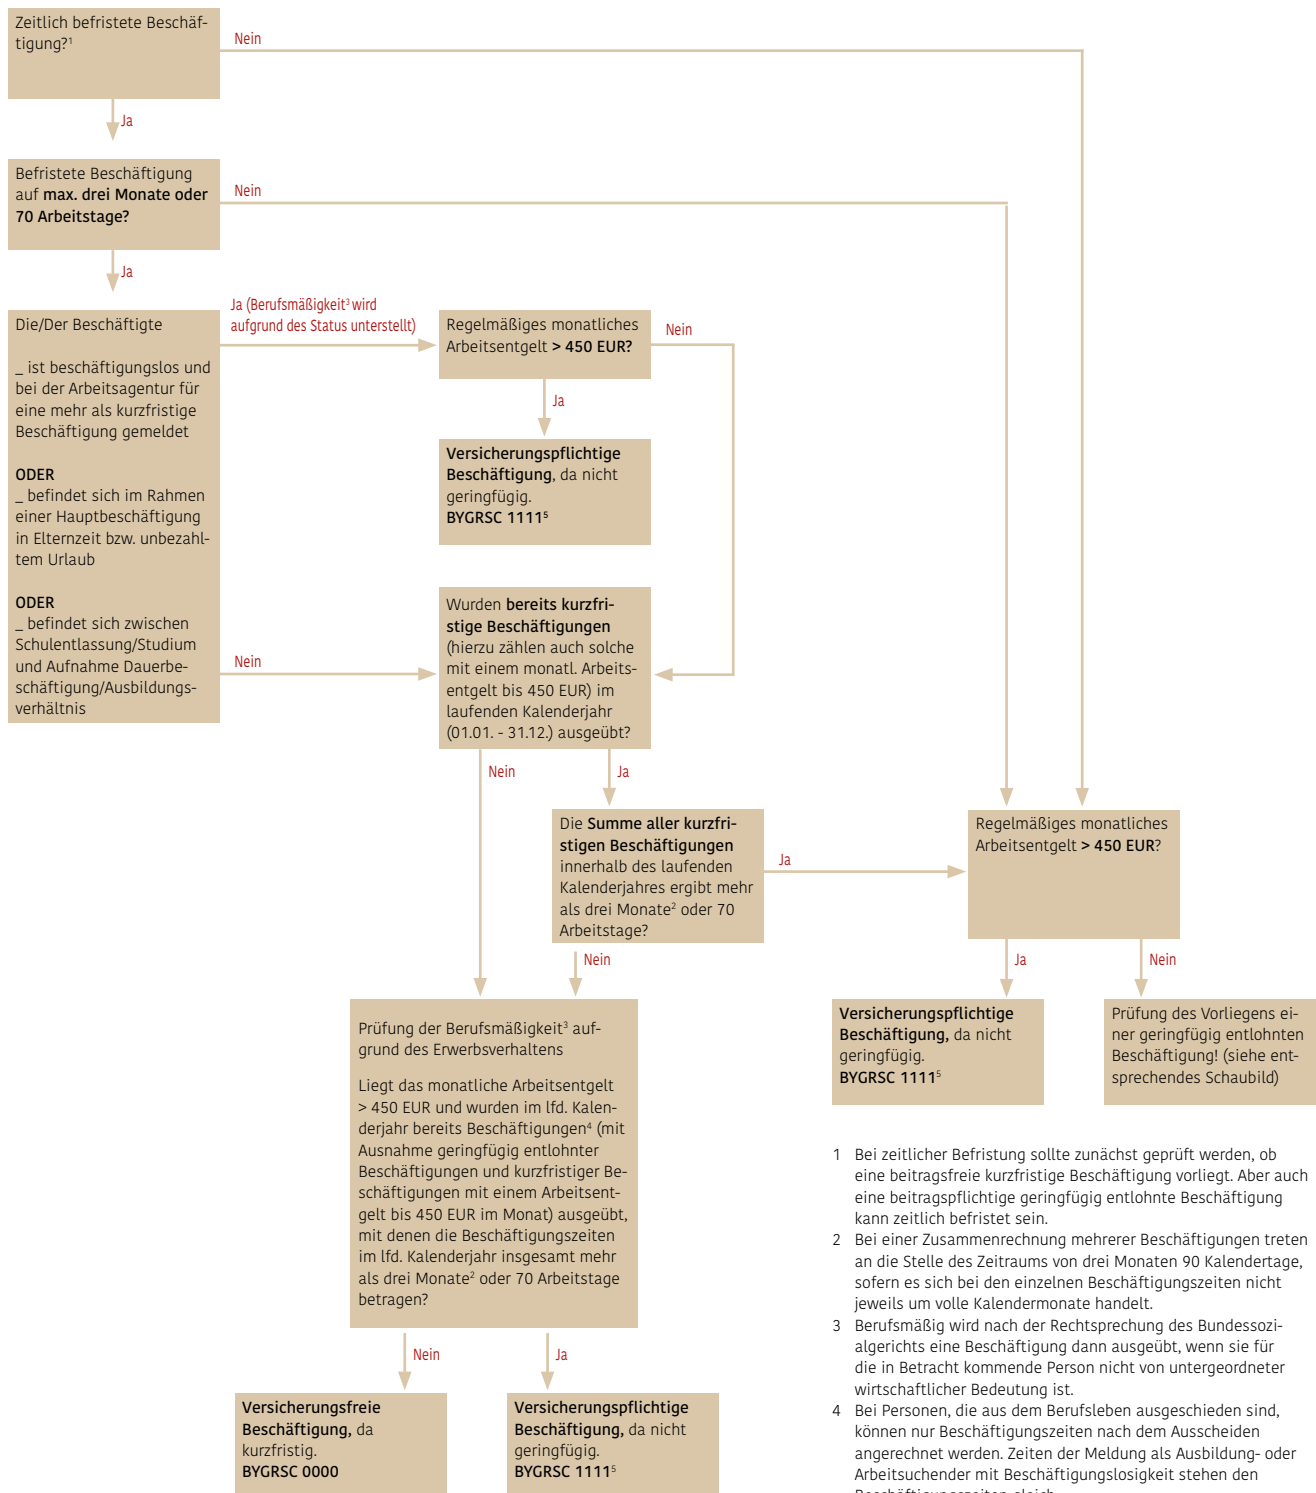 Zeitlich befristete Beschäf-
tigung?¹
Nein
Ja
Befristete Beschäftigung
auf max. drei Monate oder
70 Arbeitstage?
Nein
Ja
Die/Der Beschäftigte
_ ist beschäftigungslos und
bei der Arbeitsagentur für
eine mehr als kurzfristige
Beschäftigung gemeldet
ODER
_ befindet sich im Rahmen
einer Hauptbeschäftigung
in Elternzeit bzw. unbezahl-
tem Urlaub
ODER
_ befindet sich zwischen
Schulentlassung/Studium
und Aufnahme Dauerbe-
schäftigung/Ausbildungs-
verhältnis
Ja (Berufsmäßigkeit³ wird
aufgrund des Status unterstellt)
Regelmäßiges monatliches
Arbeitsentgelt > 450 EUR?
Nein
Ja
Versicherungspflichtige
Beschäftigung, da nicht
geringfügig.
BYGRSC 1111⁵
Nein
Wurden bereits kurzfri-
stige Beschäftigungen
(hierzu zählen auch solche
mit einem monatl. Arbeits-
entgelt bis 450 EUR) im
laufenden Kalenderjahr
(01.01. - 31.12.) ausgeübt?
Nein
Ja
Die Summe aller kurzfri-
stigen Beschäftigungen
innerhalb des laufenden
Kalenderjahres ergibt mehr
als drei Monate² oder 70
Arbeitstage?
Ja
Nein
Regelmäßiges monatliches
Arbeitsentgelt > 450 EUR?
Ja
Nein
Versicherungspflichtige
Beschäftigung, da nicht
geringfügig.
BYGRSC 1111⁵
Prüfung des Vorliegens ei-
ner geringfügig entlohnten
Beschäftigung! (siehe ent-
sprechendes Schaubild)
Prüfung der Berufsmäßigkeit³ auf-
grund des Erwerbsverhaltens
Liegt das monatliche Arbeitsentgelt
> 450 EUR und wurden im lfd. Kalen-
derjahr bereits Beschäftigungen⁴ (mit
Ausnahme geringfügig entlohnter
Beschäftigungen und kurzfristiger Be-
schäftigungen mit einem Arbeitsent-
gelt bis 450 EUR im Monat) ausgeübt,
mit denen die Beschäftigungszeiten
im lfd. Kalenderjahr insgesamt mehr
als drei Monate² oder 70 Arbeitstage
betragen?
Nein
Ja
Versicherungsfreie
Beschäftigung, da
kurzfristig.
BYGRSC 0000
Versicherungspflichtige
Beschäftigung, da nicht
geringfügig.
BYGRSC 1111⁵
1 Bei zeitlicher Befristung sollte zunächst geprüft werden, ob
eine beitragsfreie kurzfristige Beschäftigung vorliegt. Aber auch
eine beitragspflichtige geringfügig entlohnte Beschäftigung
kann zeitlich befristet sein.
2 Bei einer Zusammenrechnung mehrerer Beschäftigungen treten
an die Stelle des Zeitraums von drei Monaten 90 Kalendertage,
sofern es sich bei den einzelnen Beschäftigungszeiten nicht
jeweils um volle Kalendermonate handelt.
3 Berufsmäßig wird nach der Rechtsprechung des Bundessozi-
algerichts eine Beschäftigung dann ausgeübt, wenn sie für
die in Betracht kommende Person nicht von untergeordneter
wirtschaftlicher Bedeutung ist.
4 Bei Personen, die aus dem Berufsleben ausgeschieden sind,
können nur Beschäftigungszeiten nach dem Ausscheiden
angerechnet werden. Zeiten der Meldung als Ausbildung- oder
Arbeitsuchender mit Beschäftigungslosigkeit stehen den